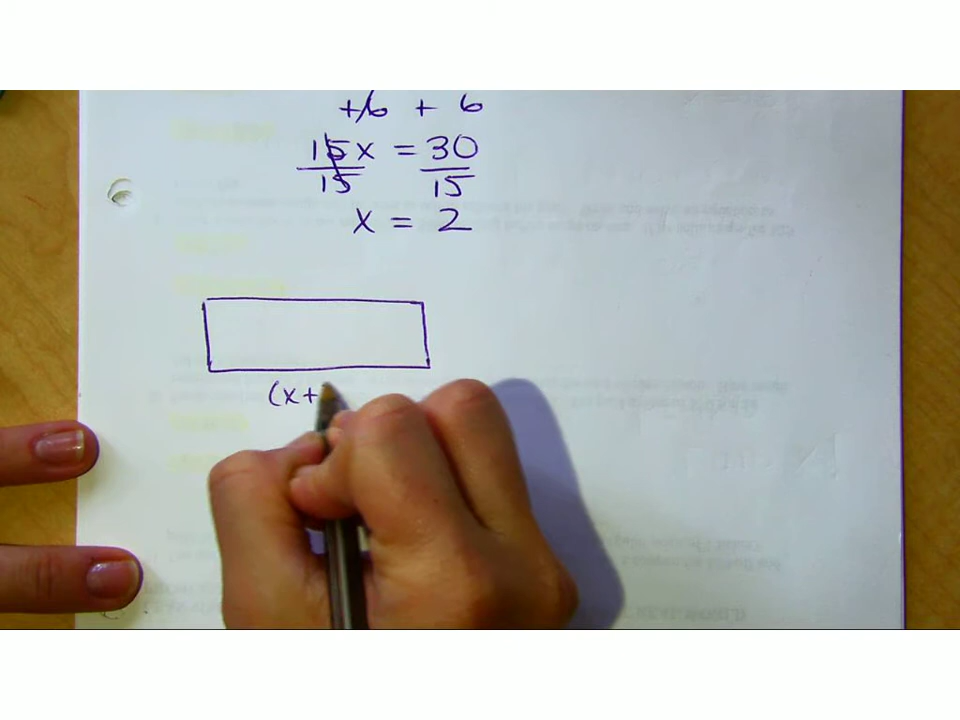 +6 + 6
15x = 30
15 15
x = 2
(x+